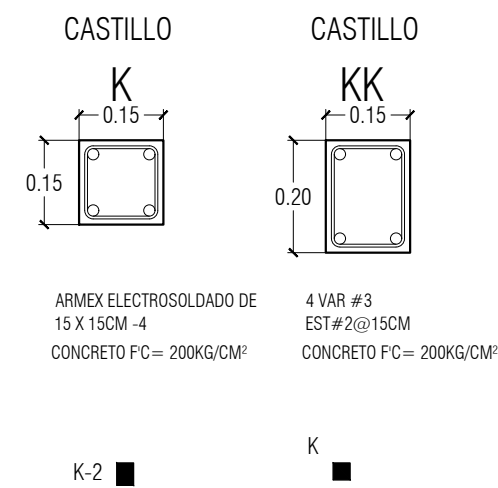 CASTILLO
K
0.15
0.15
ARMEX ELECTROSOLDADO DE
15 X 15CM -4
CONCRETO F'C= 200KG/CM²
K-2
CASTILLO
KK
0.15
0.20
4 VAR #3
EST#2@15CM
CONCRETO F'C= 200KG/CM²
K